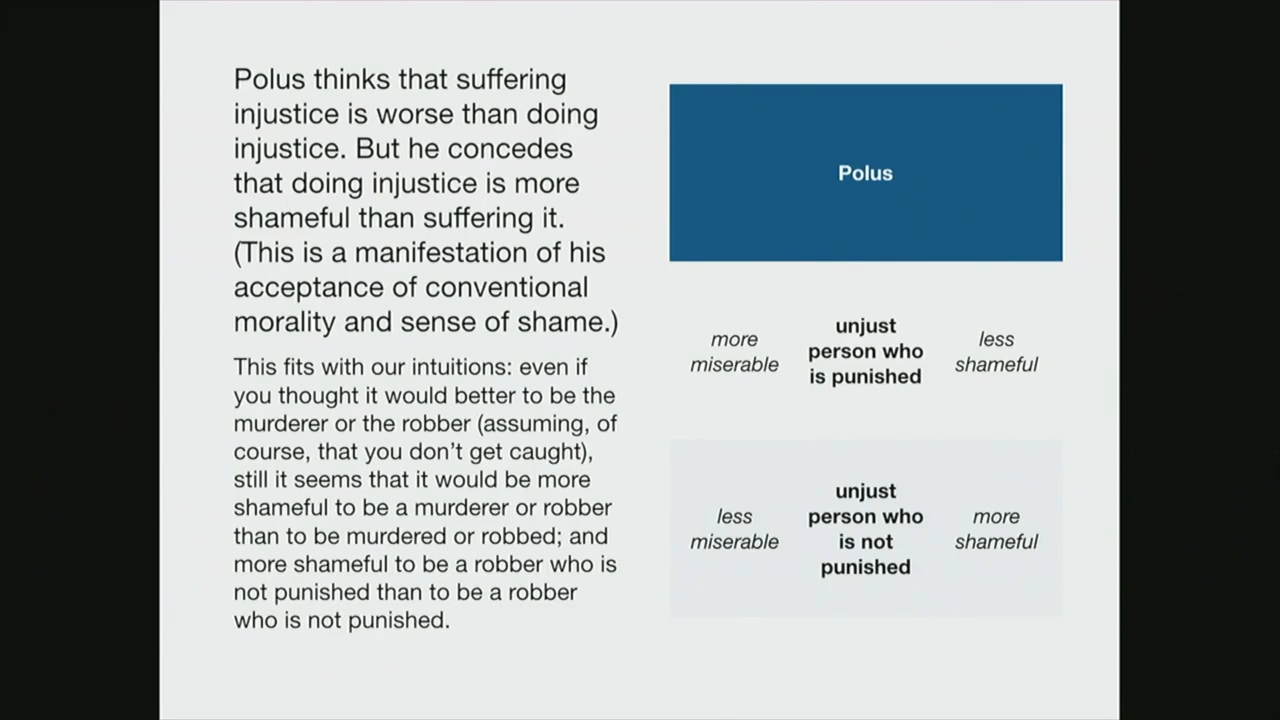 Polus thinks that suffering
injustice is worse than doing
injustice. But he concedes
that doing injustice is more
shameful than suffering it.
(This is a manifestation of his
acceptance of conventional
morality and sense of shame.)
This fits with our intuitions: even if
you thought it would better to be the
murderer or the robber (assuming, of
course, that you don't get caught),
still it seems that it would be more
shameful to be a murderer or robber
than to be murdered or robbed; and
more shameful to be a robber who is
not punished than to be a robber
who is not punished.
Polus
more
miserable
unjust
person who
is punished
less
shameful
less
miserable
unjust
person who
is not
punished
more
shameful